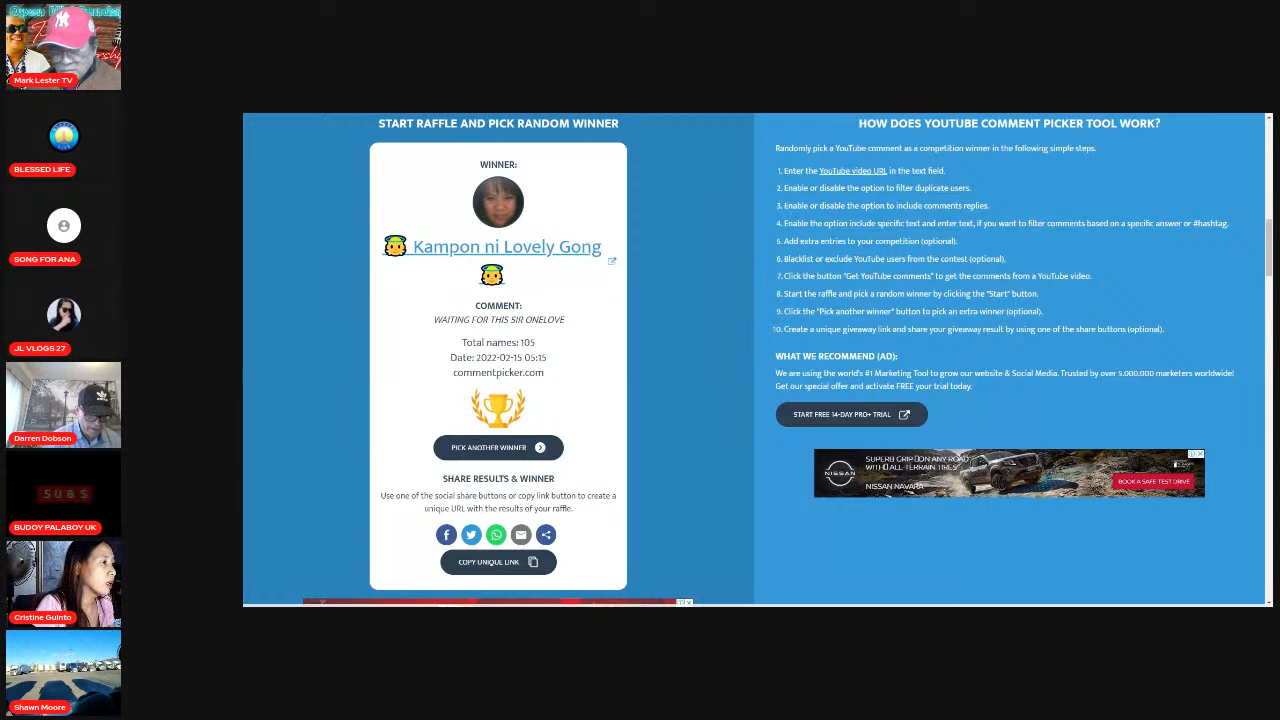 Open Mic Sunday
Mark Lester TV
BLESSED LIFE
SONG FOR ANA
JL VLOGS 27
Darren Dobson
SUBS
BUDOY PALABOY UK
Cristine Guinto
Shawn Moore
START RAFFLE AND PICK RANDOM WINNER
WINNER:
Kampon ni Lovely Gong
COMMENT:
WAITING FOR THIS SIR ONELOVE
Total names: 105
Date: 2022-02-15 05:15
commentpicker.com
PICK ANOTHER WINNER
SHARE RESULTS & WINNER
Use one of the social share buttons or copy link button to create a
unique URL with the results of your raffle.
COPY UNIQUE LINK
HOW DOES YOUTUBE COMMENT PICKER TOOL WORK?
Randomly pick a YouTube comment as a competition winner in the following simple steps.
1. Enter the YouTube video URL in the text field.
2. Enable or disable the option to filter duplicate users.
3. Enable or disable the option to include comments replies.
4. Enable the option include specific text and enter text, if you want to filter comments based on a specific answer or #hashtag.
5. Add extra entries to your competition (optional).
6. Blacklist or exclude YouTube users from the contest (optional).
7. Click the button "Get YouTube comments" to get the comments from a YouTube video.
8. Start the raffle and pick a random winner by clicking the "Start" button.
9. Click the "Pick another winner" button to pick an extra winner (optional).
10. Create a unique giveaway link and share your giveaway result by using one of the share buttons (optional).
WHAT WE RECOMMEND (AD):
We are using the world's #1 Marketing Tool to grow our website & Social Media. Trusted by over 5.000.000 marketers worldwide!
Get our special offer and activate FREE your trial today.
START FREE 14-DAY PRO+ TRIAL
NISSAN
SUPERB GRIP ON ANY ROAD
WITH ALL-TERRAIN TIRES
NISSAN NAVARA
BOOK A SAFE TEST DRIVE